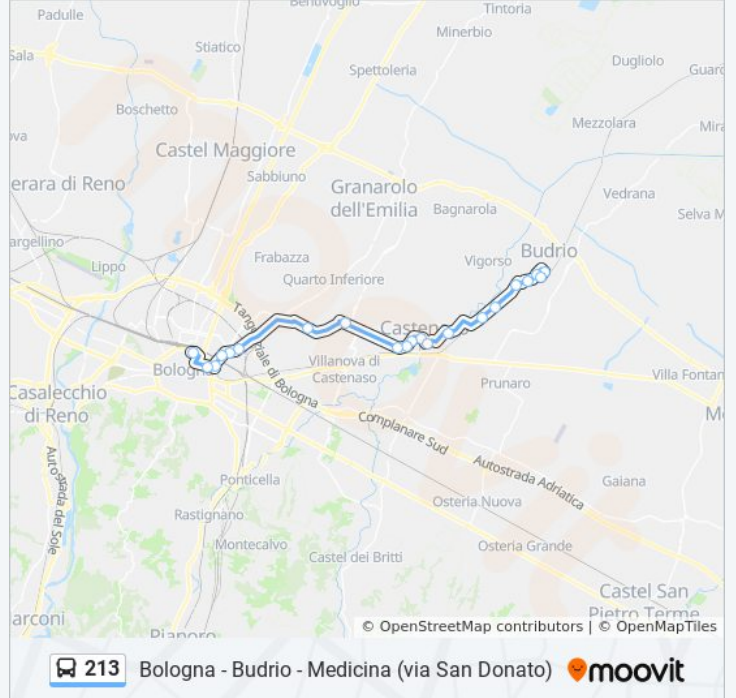 Padulle
Bentivoglio
Tintoria
Minerbio
Stiatico
Sala
Spettoleria
Dugliolo
Guard
Boschetto
Mezzolara
ova
Mira
Castel Maggiore
Sabbiuno
erara di Reno
Granarolo
dell'Emilia
Vedrana
Bagnarola
Selva M
argellino
Budrio
Frabazza
Vigorso
Lippo
Quarto Inferiore
Tangenziale di Bologna
Casten
Bologna
Villanova di
Castenaso
Villa Fontan
Prunaro
Casalecchio
di Reno
Me
Complanare Sud
Autostrada del Sole
Autostrada Adriatica
Ponticella
Gaiana
Osteria Nuova
Rastignano
Montecalvo
Osteria Grande
Castel dei Britti
Castel San
Pietro Terme
arconi
Pianoro
© OpenStreetMap contributors | © OpenMapTiles
213 Bologna - Budrio - Medicina (via San Donato) moovit